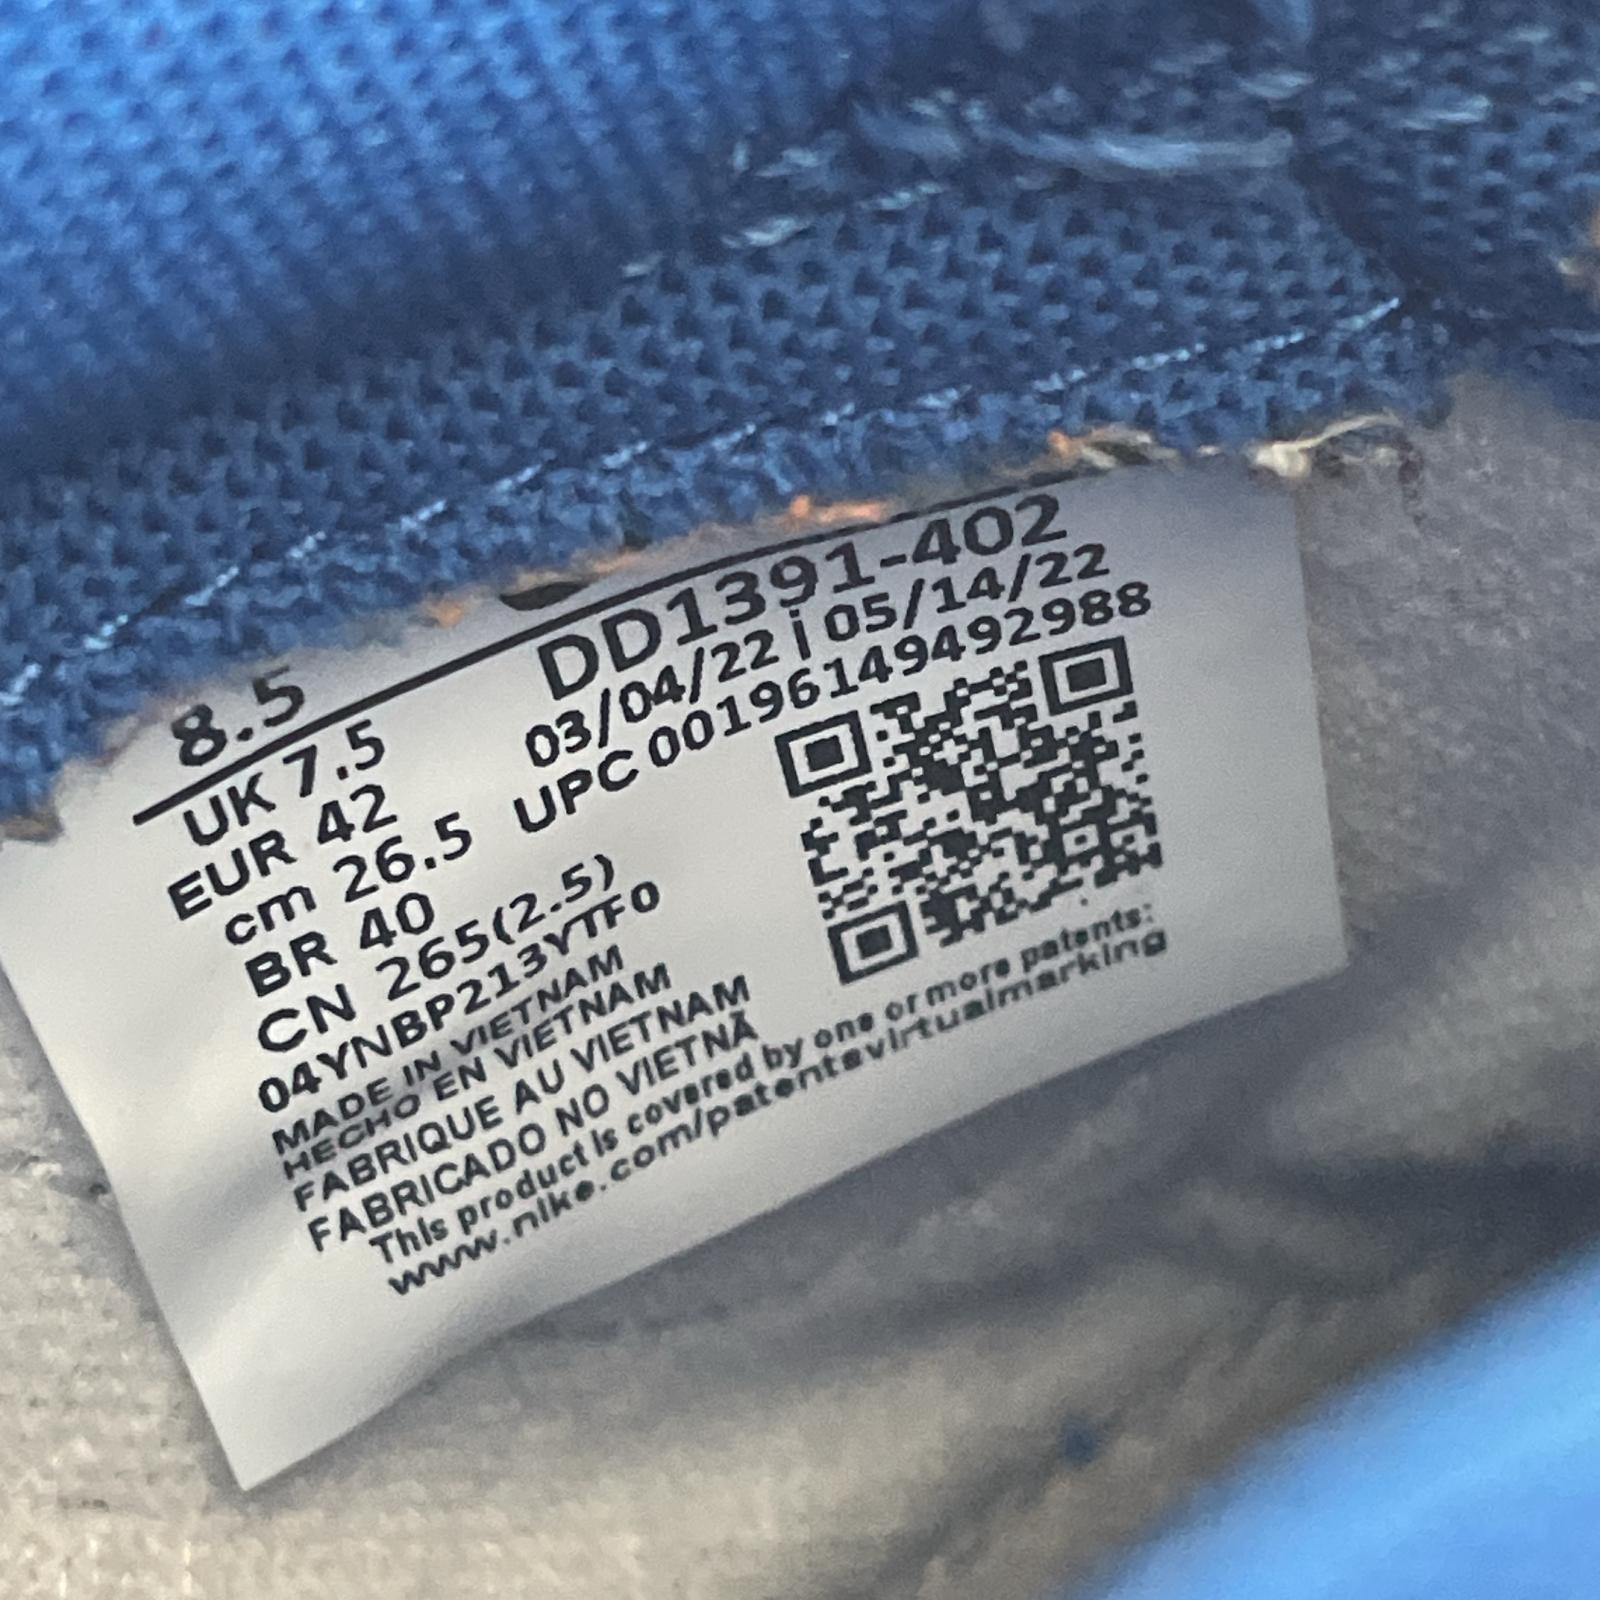 8.5
UK 7.5
EUR 42
cm 26.5
BR 40
CN 265(2.5)
04YNBP213YTF0
DD1391-402
03/04/22 ¡ 05/14/22
UPC 00196149492988
MADE IN VIETNAM
HECHO EN VIETNAM
FABRIQUE AU VIETNAM
FABRICADO NO VIETNÃ
This product is covered by one or more patents:
www.nike.com/patentsvirtualmarking